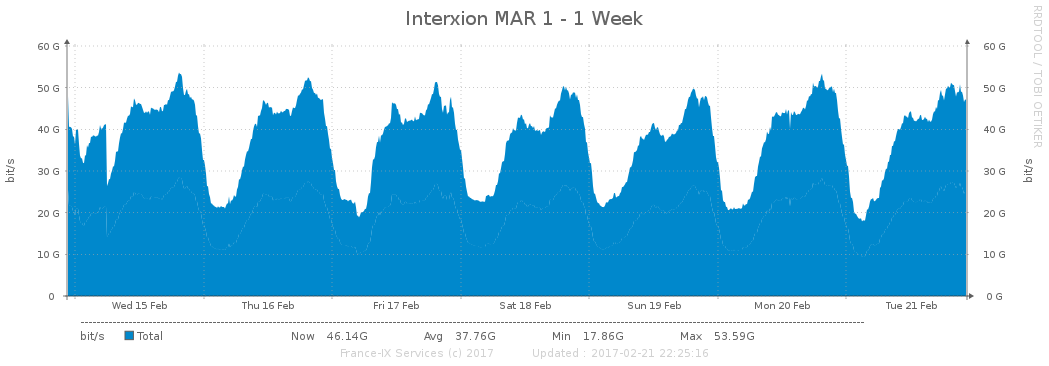 Interxion MAR 1 - 1 Week
RRDTOOL / TOBI OETIKER
60 G 60 G
50 G 50 G
40 G 40 G
30 G 30 G
20 G 20 G
10 G 10 G
0 0 G
bit/s bit/s
Wed 15 Feb Thu 16 Feb Fri 17 Feb Sat 18 Feb Sun 19 Feb Mon 20 Feb Tue 21 Feb
bit/s Total Now 46.14G Avg 37.76G Min 17.86G Max 53.59G
France-IX Services (c) 2017 Updated : 2017-02-21 22:25:16